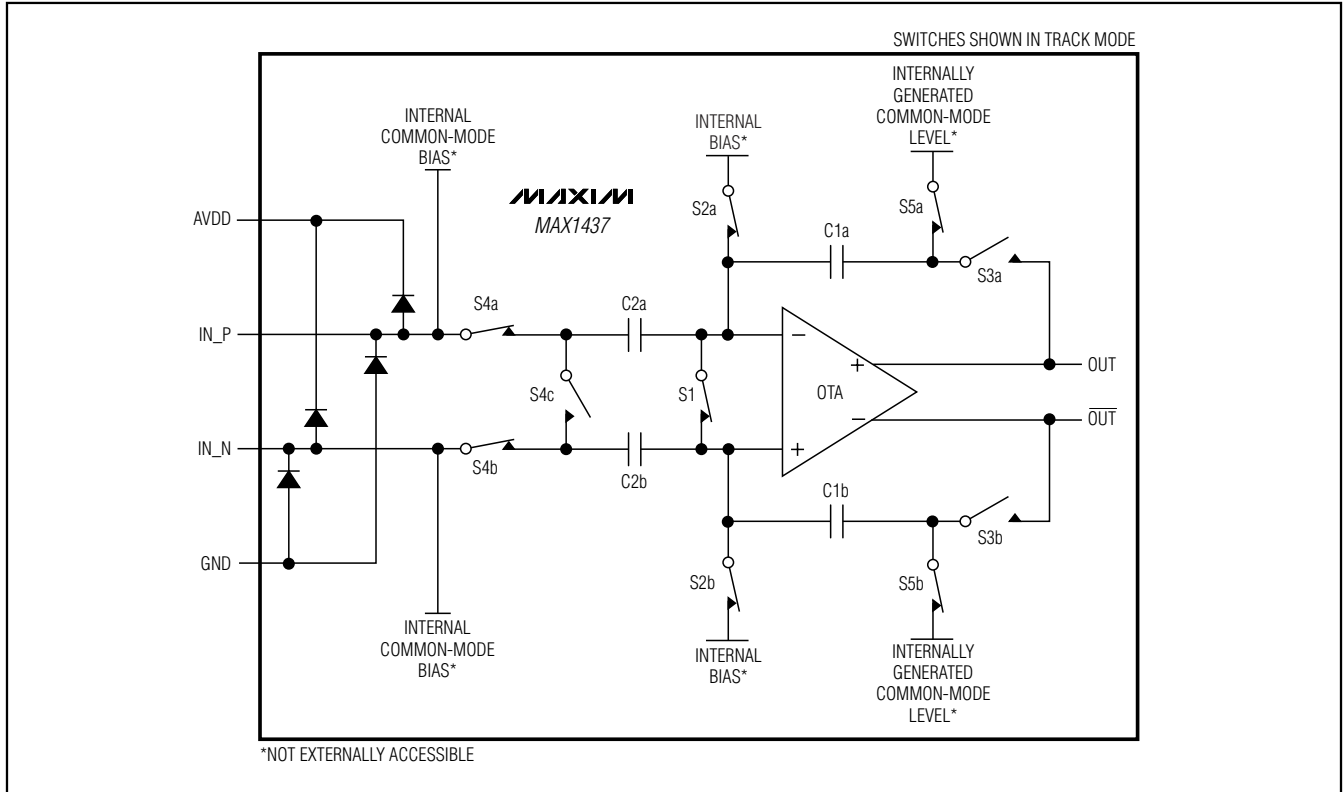 SWITCHES SHOWN IN TRACK MODE
INTERNAL
COMMON-MODE
BIAS*
INTERNAL
BIAS*
INTERNALLY
GENERATED
COMMON-MODE
LEVEL*
MAXIM
MAX1437
AVDD
S2a
C1a
S5a
S3a
IN_P
S4a
C2a
−
+
OUT
S4c
S1
OTA
IN_N
S4b
C2b
+
−
OUT
C1b
S3b
GND
S2b
S5b
INTERNAL
COMMON-MODE
BIAS*
INTERNAL
BIAS*
INTERNALLY
GENERATED
COMMON-MODE
LEVEL*
*NOT EXTERNALLY ACCESSIBLE